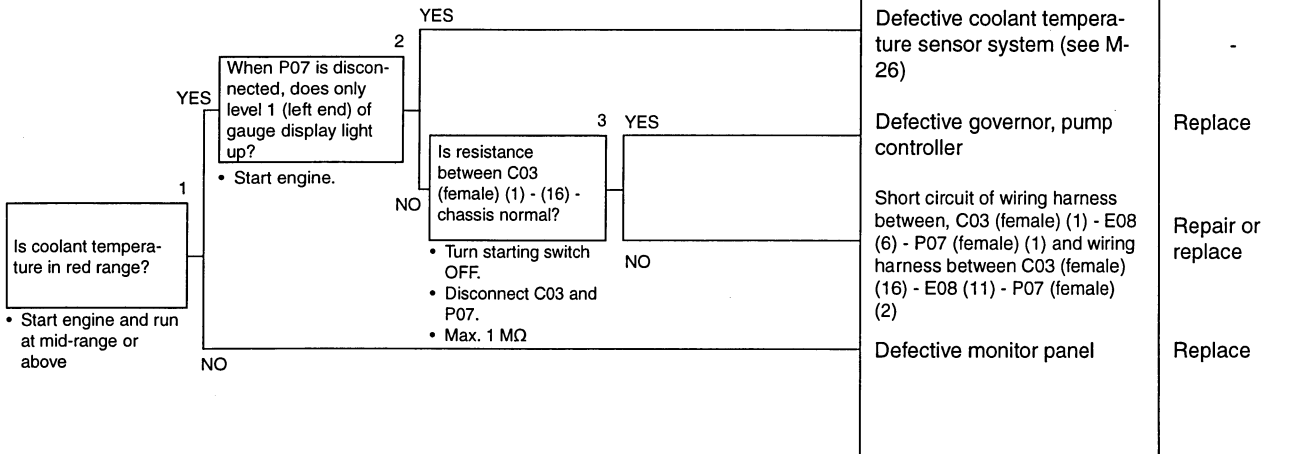 1
Is coolant tempera-
ture in red range?
• Start engine and run
at mid-range or
above
YES
NO
2
When P07 is discon-
nected, does only
level 1 (left end) of
gauge display light
up?
• Start engine.
YES
NO
3
Is resistance
between C03
(female) (1) - (16) -
chassis normal?
• Turn starting switch
OFF.
• Disconnect C03 and
P07.
• Max. 1 MΩ
YES
NO
Defective coolant tempera-
ture sensor system (see M-
26)
-
Defective governor, pump
controller
Replace
Short circuit of wiring harness
between, C03 (female) (1) - E08
(6) - P07 (female) (1) and wiring
harness between C03 (female)
(16) - E08 (11) - P07 (female)
(2)
Repair or
replace
Defective monitor panel
Replace